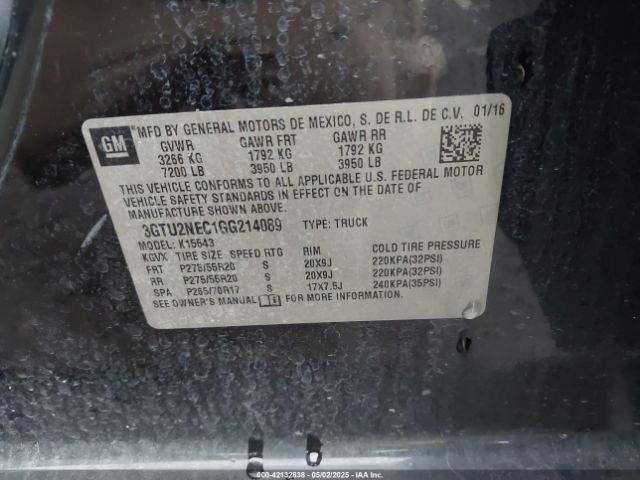 GM
MFD BY GENERAL MOTORS DE MEXICO, S. DE R.L. DE C.V. 01/16
GVWR GAWR FRT GAWR RR
3266 KG 1792 KG 1792 KG
7200 LB 3950 LB 3950 LB
THIS VEHICLE CONFORMS TO ALL APPLICABLE U.S. FEDERAL MOTOR
VEHICLE SAFETY STANDARDS IN EFFECT ON THE DATE OF
MANUFACTURE SHOWN ABOVE.
3GTU2NEC1GG214089 TYPE: TRUCK
MODEL: K15543
KGVX TIRE SIZE SPEED RTG RIM COLD TIRE PRESSURE
FRT P275/55R20 S 20X9J 220KPA(32PSI)
RR P275/55R20 S 20X9J 220KPA(32PSI)
SPA P265/70R17 S 17X7.5J 240KPA(35PSI)
SEE OWNER'S MANUAL FOR ADDITIONAL INFORMATION.
000-42132838 - 05/02/2025 - IAAI.COM